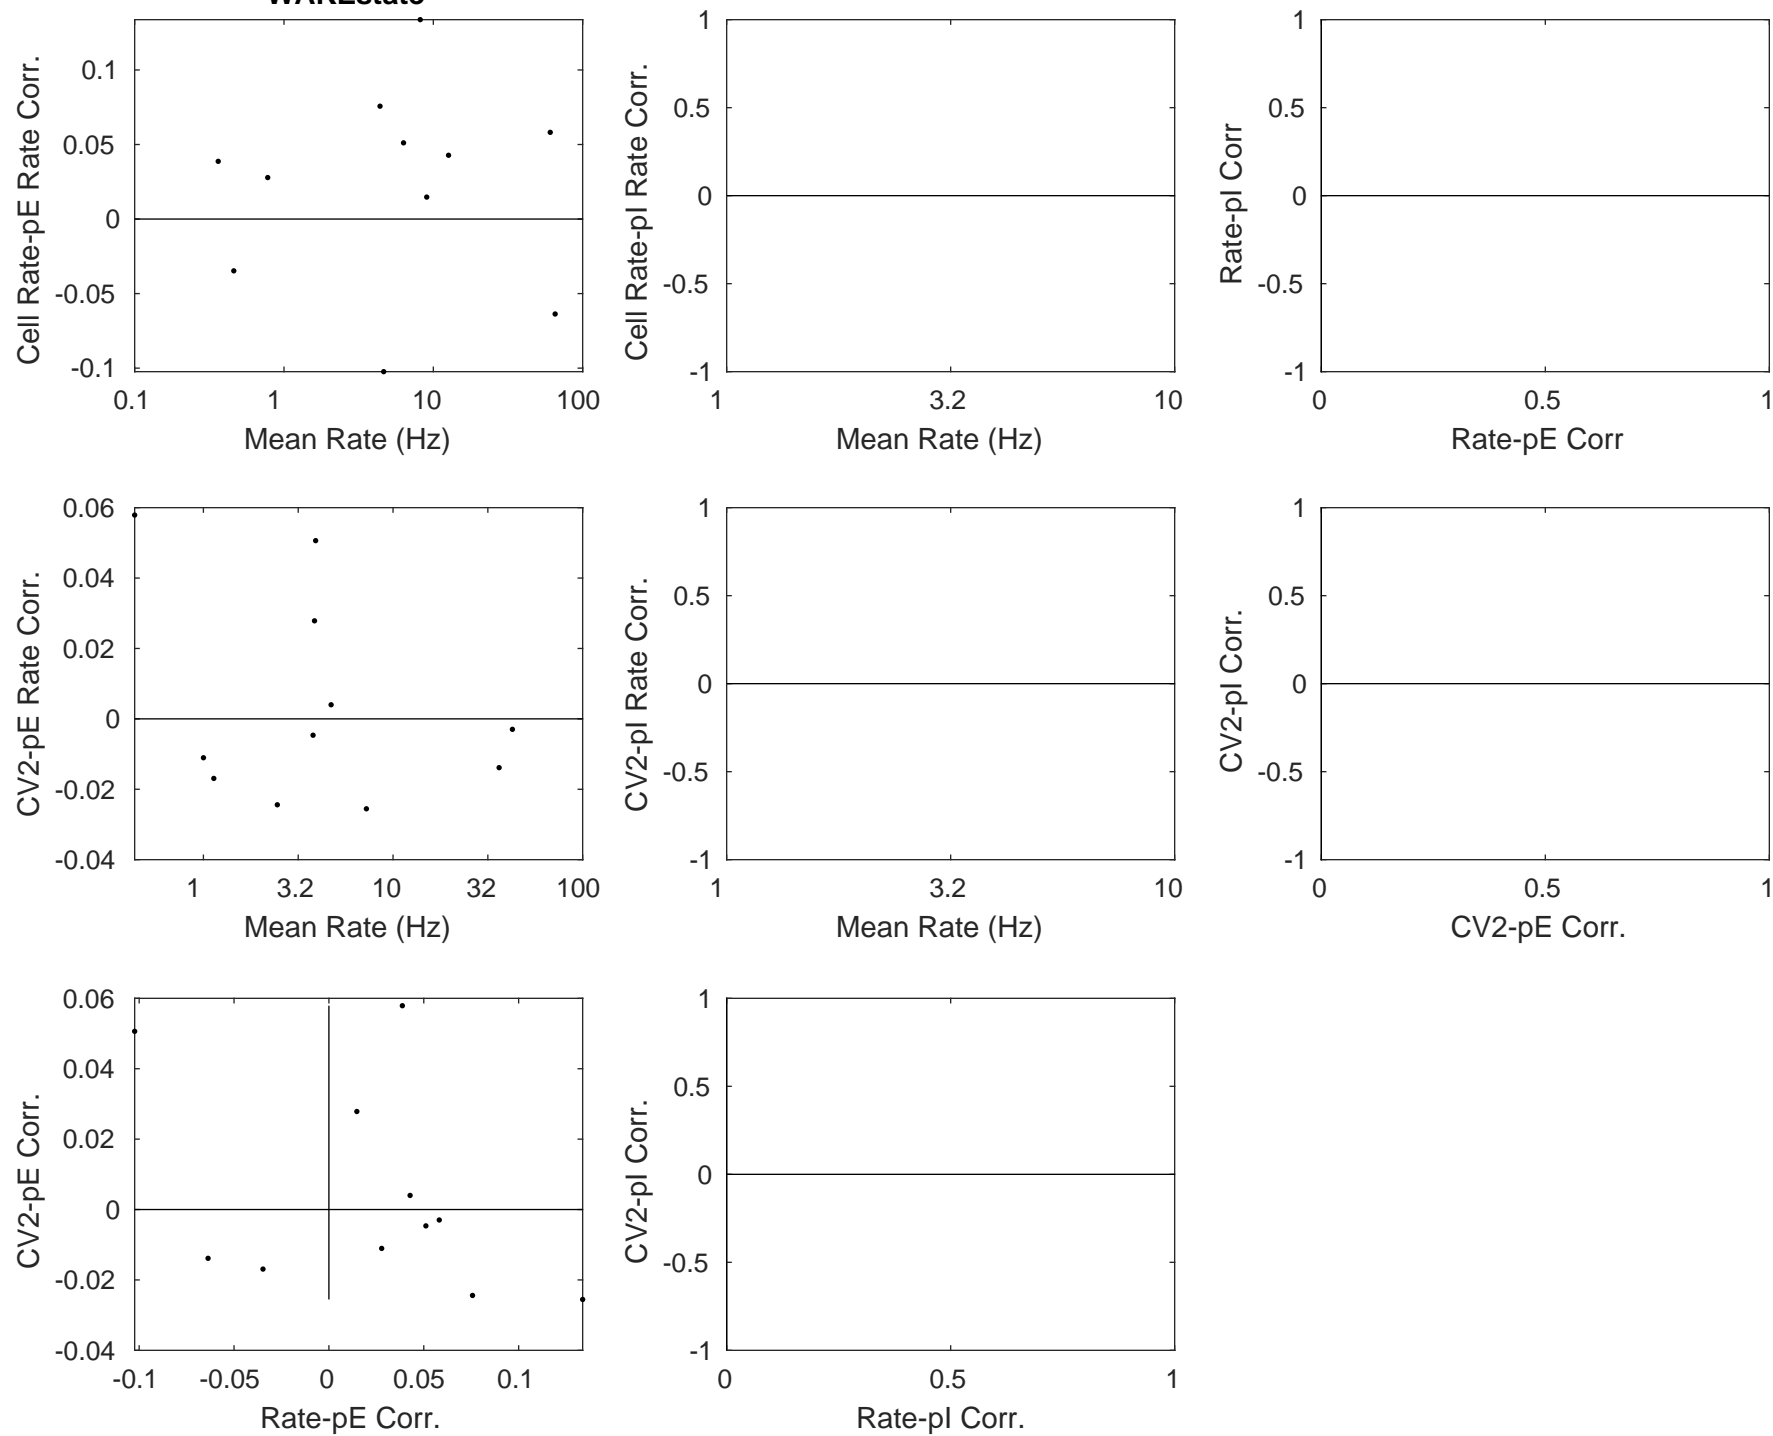 WAKEstate
Cell Rate-pE Rate Corr.
0.1
0.05
0
-0.05
-0.1
0.1 1 10 100
Mean Rate (Hz)
Cell Rate-pI Rate Corr.
1
0.5
0
-0.5
-1
1 3.2 10
Mean Rate (Hz)
Rate-pI Corr
1
0.5
0
-0.5
-1
0 0.5 1
Rate-pE Corr
CV2-pE Rate Corr.
0.06
0.04
0.02
0
-0.02
-0.04
1 3.2 10 32 100
Mean Rate (Hz)
CV2-pI Rate Corr.
1
0.5
0
-0.5
-1
1 3.2 10
Mean Rate (Hz)
CV2-pI Corr.
1
0.5
0
-0.5
-1
0 0.5 1
CV2-pE Corr.
CV2-pE Corr.
0.06
0.04
0.02
0
-0.02
-0.04
-0.1 -0.05 0 0.05 0.1
Rate-pE Corr.
CV2-pI Corr.
1
0.5
0
-0.5
-1
0 0.5 1
Rate-pI Corr.